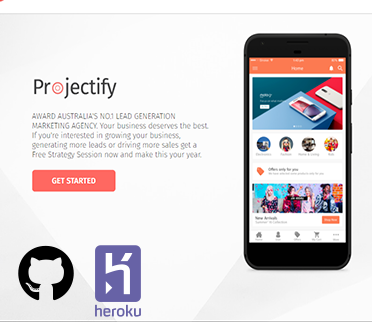 Projectify
AWARD AUSTRALIA'S NO.1 LEAD GENERATION
MARKETING AGENCY. Your business deserves the best.
If you're interested in growing your business,
generating more leads or driving more sales get a
Free Strategy Session now and make this your year.
GET STARTED
Home
Offers only for you
New Arrivals
heroku